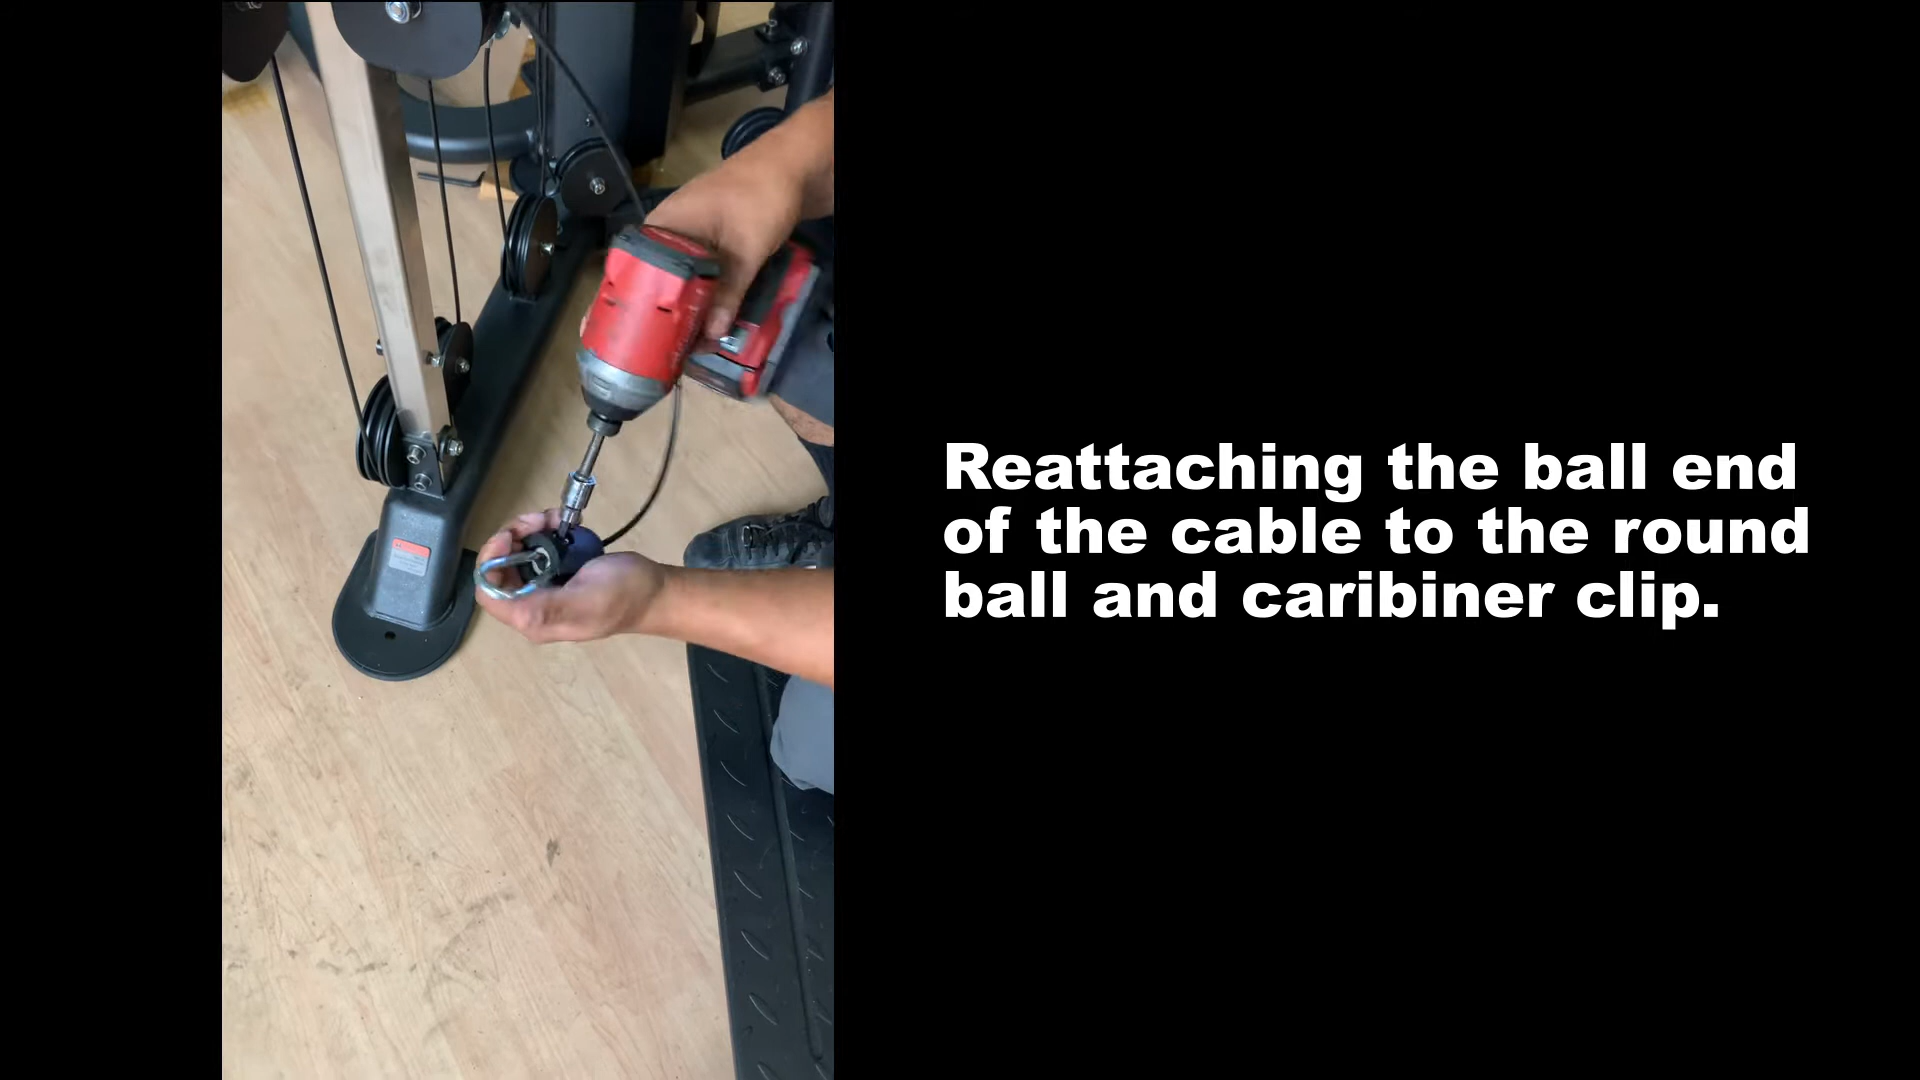 Reattaching the ball end
of the cable to the round
ball and caribiner clip.